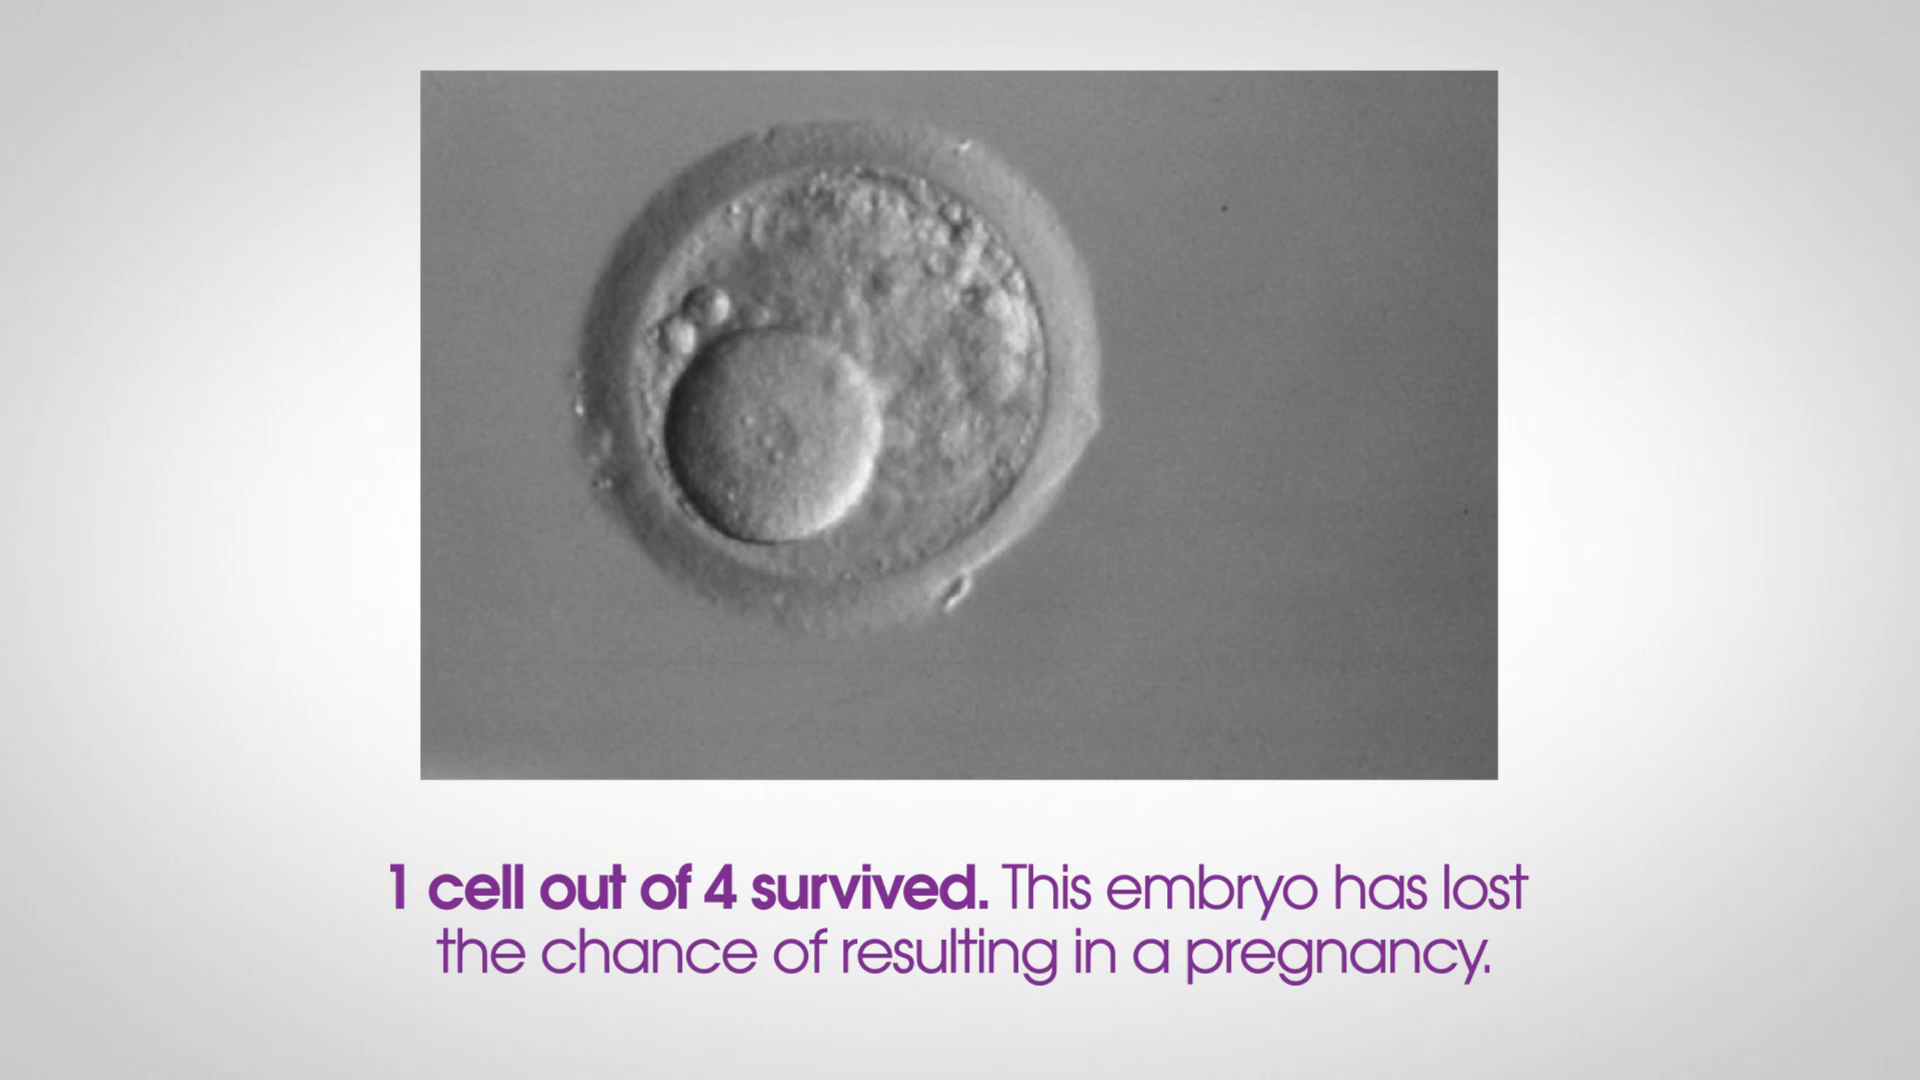 1 cell out of 4 survived. This embryo has lost
the chance of resulting in a pregnancy.